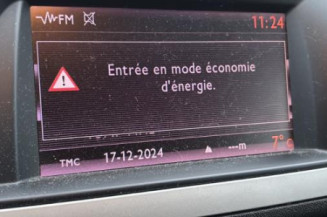 FM 11:24
Entrée en mode économie
d'énergie.
TMC 17-12-2024 ---m 7°